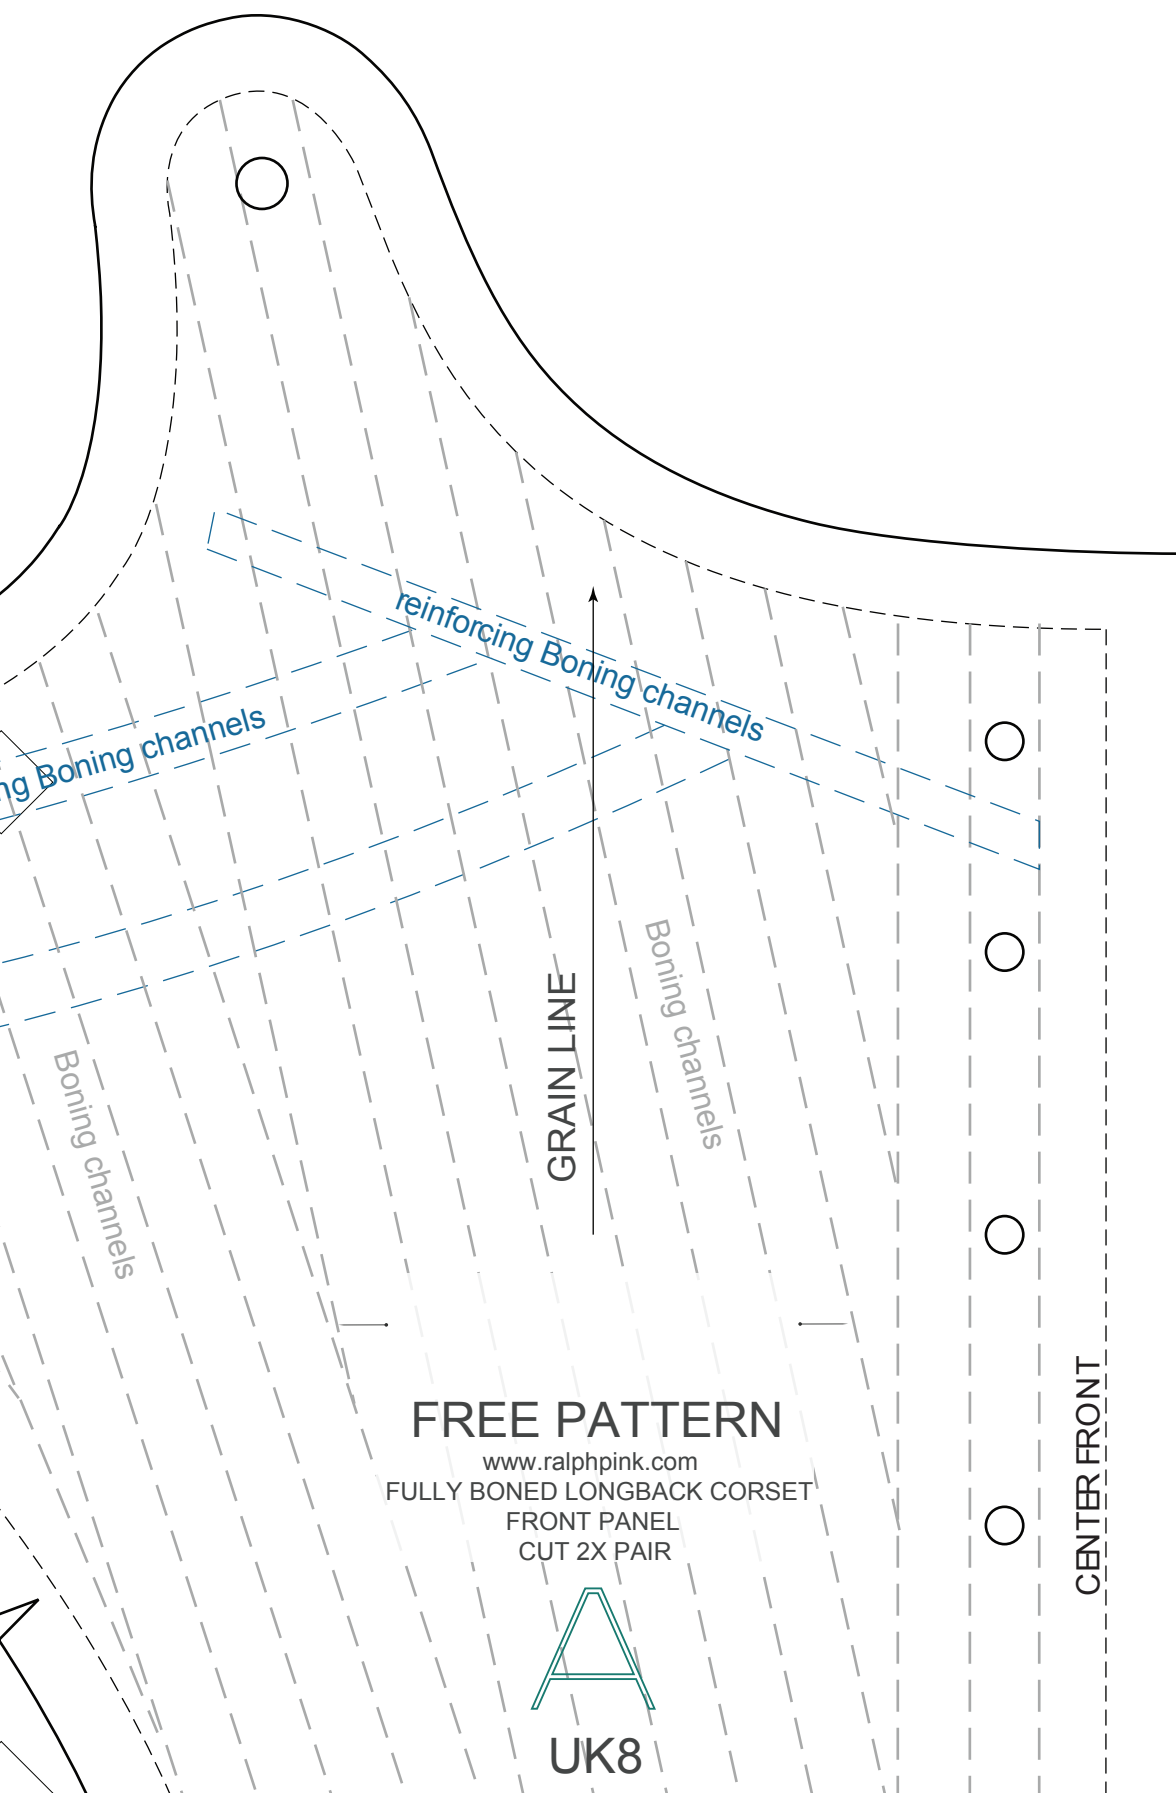 reinforcing Boning channels
ng Boning channels
Boning channels
GRAIN LINE
Boning channels
CENTER FRONT
FREE PATTERN
www.ralphpink.com
FULLY BONED LONGBACK CORSET
FRONT PANEL
CUT 2X PAIR
A
UK8